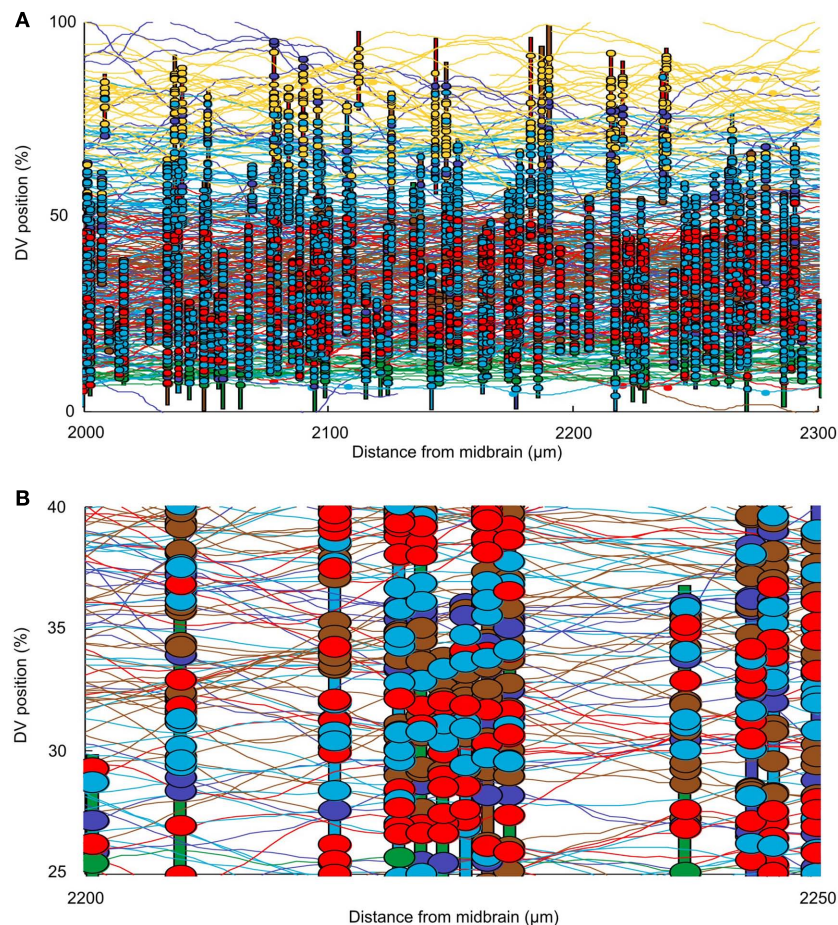 A
100
50
0
DV position (%)
2000 2100 2200 2300
Distance from midbrain (µm)
B
40
35
30
25
DV position (%)
2200 2250
Distance from midbrain (µm)